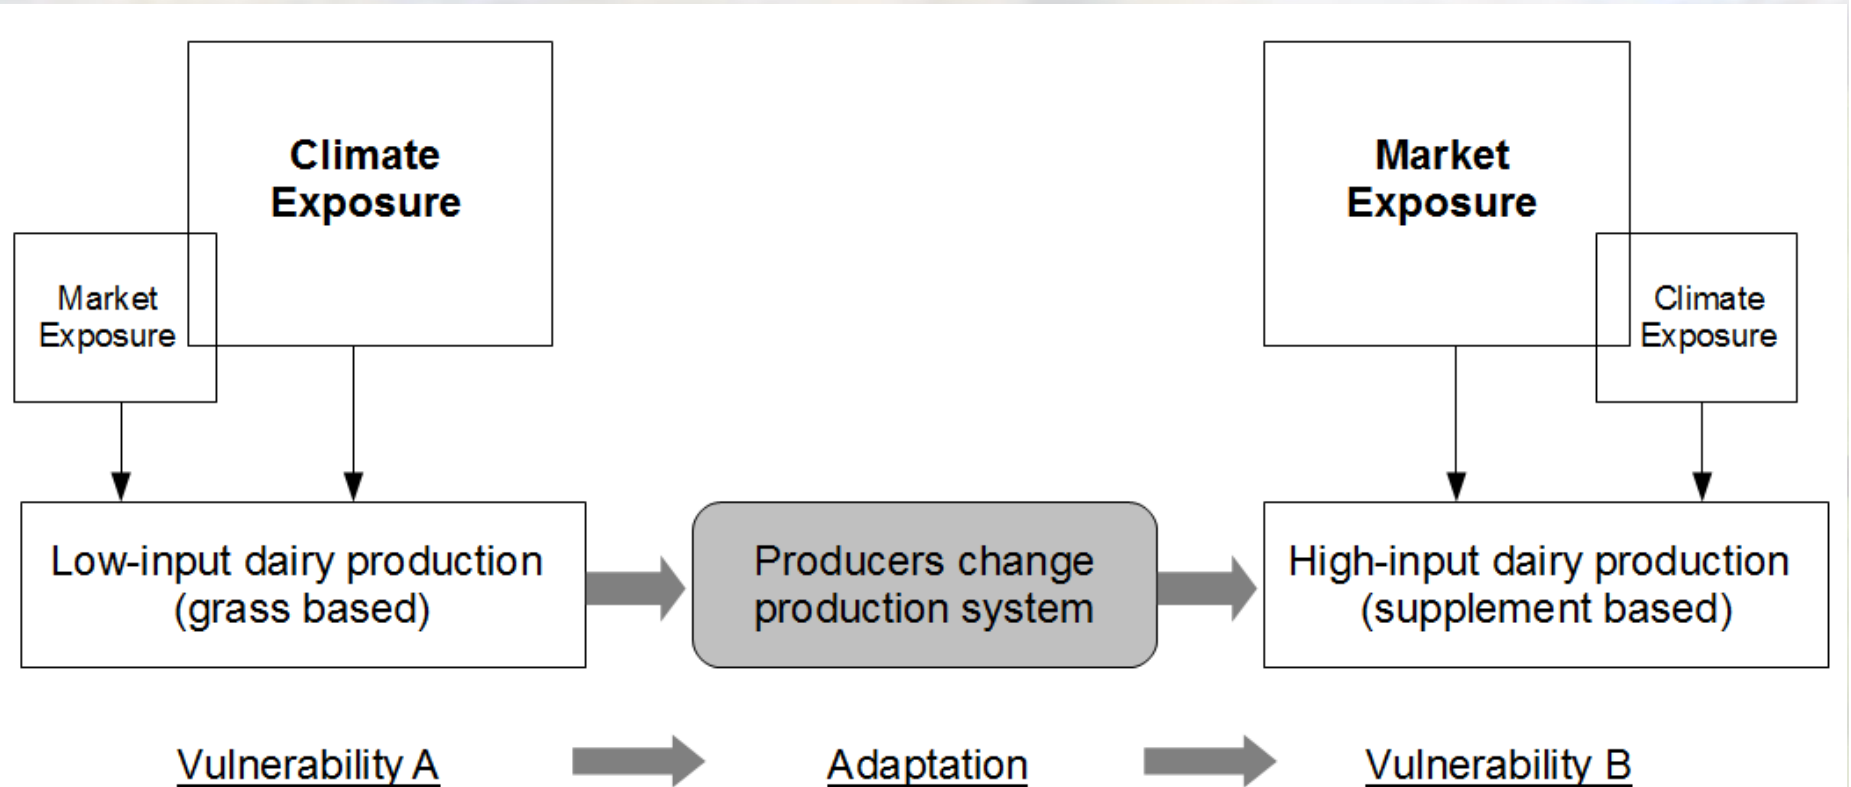 Climate
Exposure
Market
Exposure
Market
Exposure
Climate
Exposure
Low-input dairy production
(grass based)
Producers change
production system
High-input dairy production
(supplement based)
Vulnerability A
Adaptation
Vulnerability B